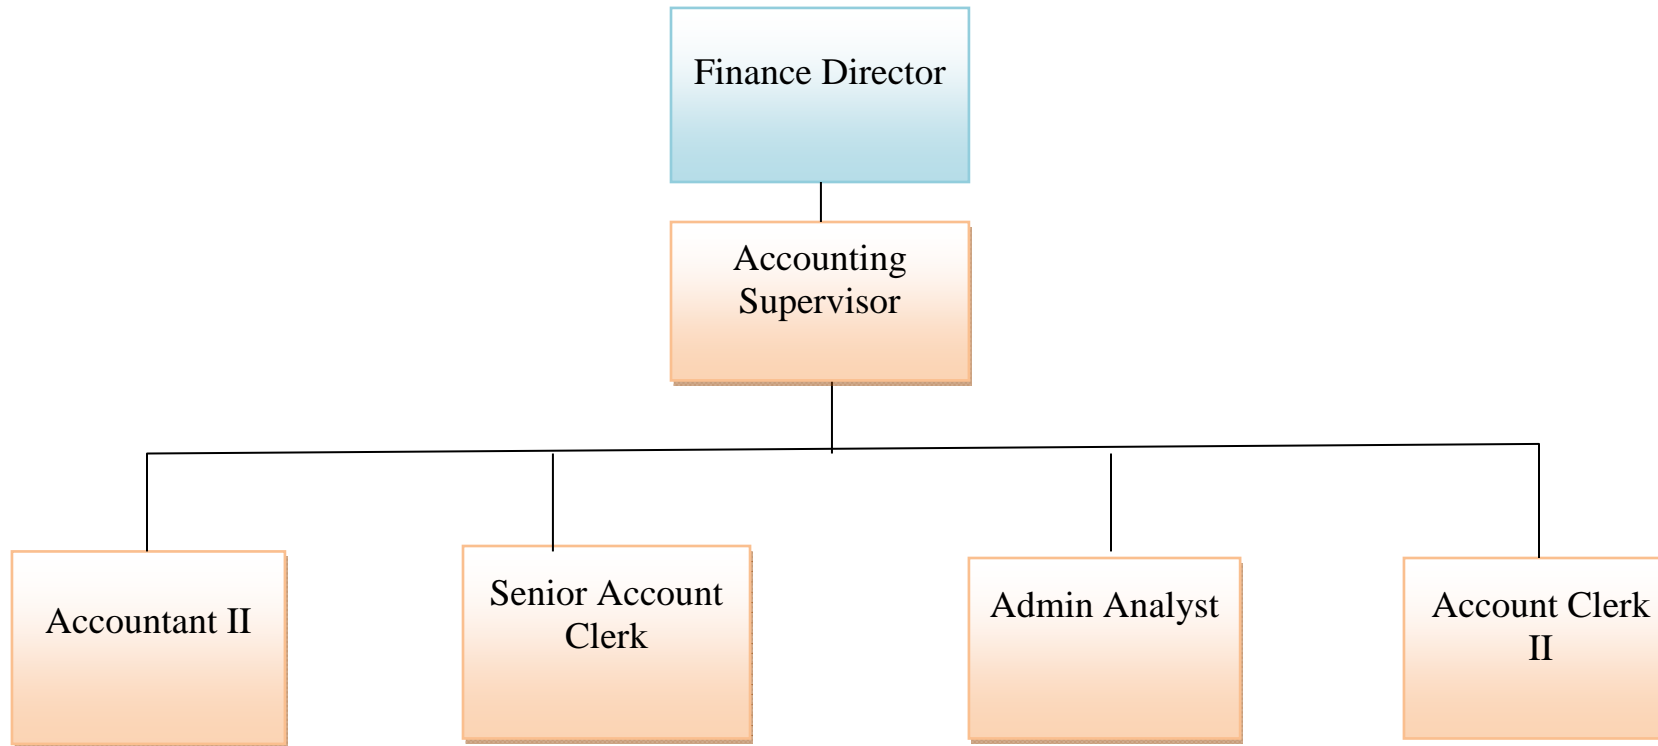 Finance Director
Accounting
Supervisor
Accountant II
Senior Account
Clerk
Admin Analyst
Account Clerk
II